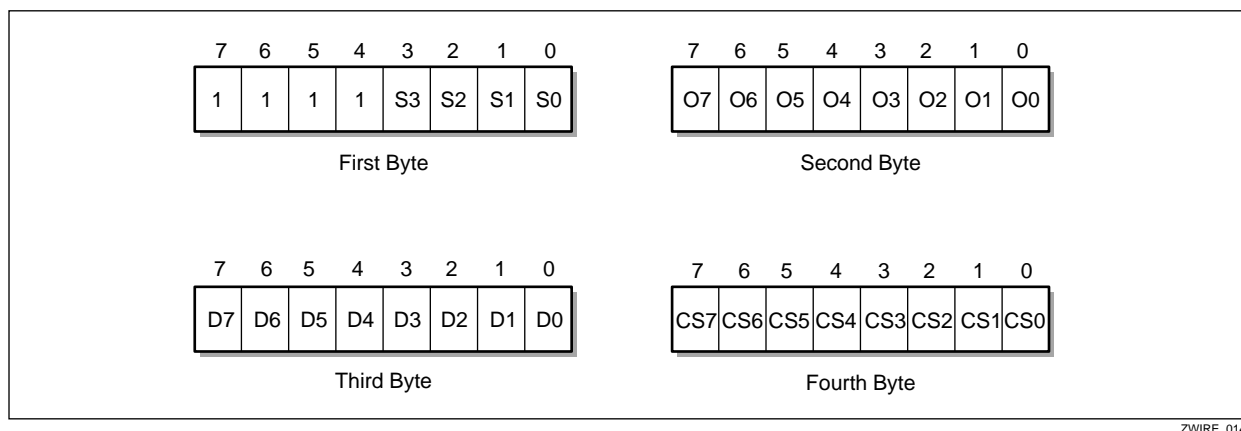 7 6 5 4 3 2 1 0 7 6 5 4 3 2 1 0
1 1 1 1 S3 S2 S1 S0 O7 O6 O5 O4 O3 O2 O1 O0
First Byte Second Byte
7 6 5 4 3 2 1 0 7 6 5 4 3 2 1 0
D7 D6 D5 D4 D3 D2 D1 D0 CS7 CS6 CS5 CS4 CS3 CS2 CS1 CS0
Third Byte Fourth Byte